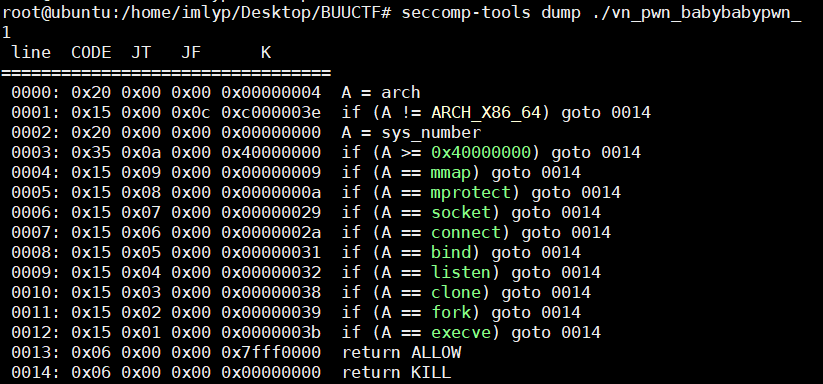 root@ubuntu:/home/imlyp/Desktop/BUUCTF# seccomp-tools dump ./vn_pwn_babybabypwn_
1
 line  CODE  JT   JF      K
=================================
 0000: 0x20 0x00 0x00 0x00000004  A = arch
 0001: 0x15 0x00 0x0c 0xc000003e  if (A != ARCH_X86_64) goto 0014
 0002: 0x20 0x00 0x00 0x00000000  A = sys_number
 0003: 0x35 0x0a 0x00 0x40000000  if (A >= 0x40000000) goto 0014
 0004: 0x15 0x09 0x00 0x00000009  if (A == mmap) goto 0014
 0005: 0x15 0x08 0x00 0x0000000a  if (A == mprotect) goto 0014
 0006: 0x15 0x07 0x00 0x00000029  if (A == socket) goto 0014
 0007: 0x15 0x06 0x00 0x0000002a  if (A == connect) goto 0014
 0008: 0x15 0x05 0x00 0x00000031  if (A == bind) goto 0014
 0009: 0x15 0x04 0x00 0x00000032  if (A == listen) goto 0014
 0010: 0x15 0x03 0x00 0x00000038  if (A == clone) goto 0014
 0011: 0x15 0x02 0x00 0x00000039  if (A == fork) goto 0014
 0012: 0x15 0x01 0x00 0x0000003b  if (A == execve) goto 0014
 0013: 0x06 0x00 0x00 0x7fff0000  return ALLOW
 0014: 0x06 0x00 0x00 0x00000000  return KILL